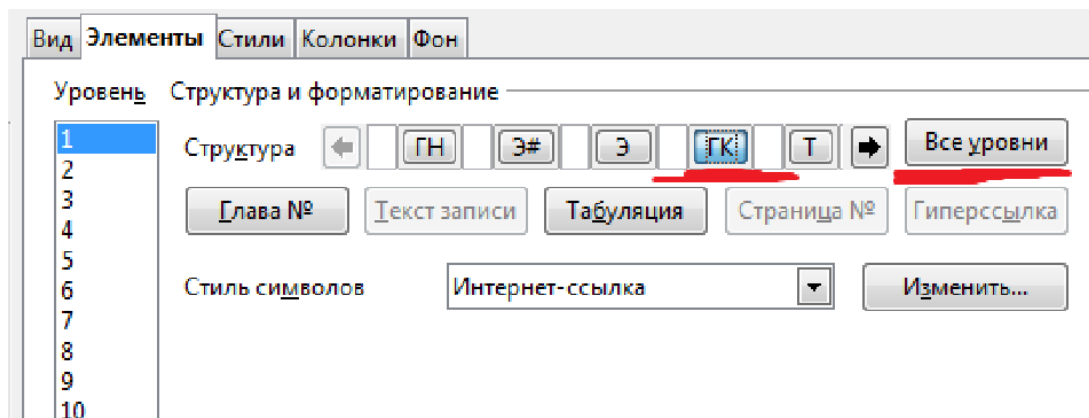 Вид Элементы Стили Колонки Фон
Уровень Структура и форматирование
1
Структура ГН Э# Э ГК Т Все уровни
2
3
Глава № Текст записи Табуляция Страница № Гиперссылка
4
5
Стиль символов Интернет-ссылка Изменить...
6
7
8
9
10